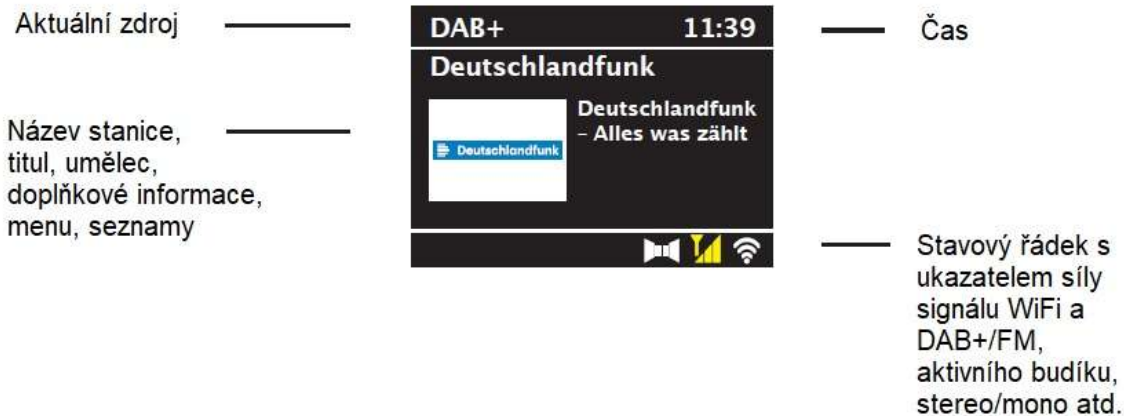 Aktuální zdroj
DAB+ 11:39
Čas
Deutschlandfunk
Název stanice,
titul, umělec,
doplňkové informace,
menu, seznamy
Deutschlandfunk
Deutschlandfunk
– Alles was zählt
Stavový řádek s
ukazatelem síly
signálu WiFi a
DAB+/FM,
aktivního budíku,
stereo/mono atd.